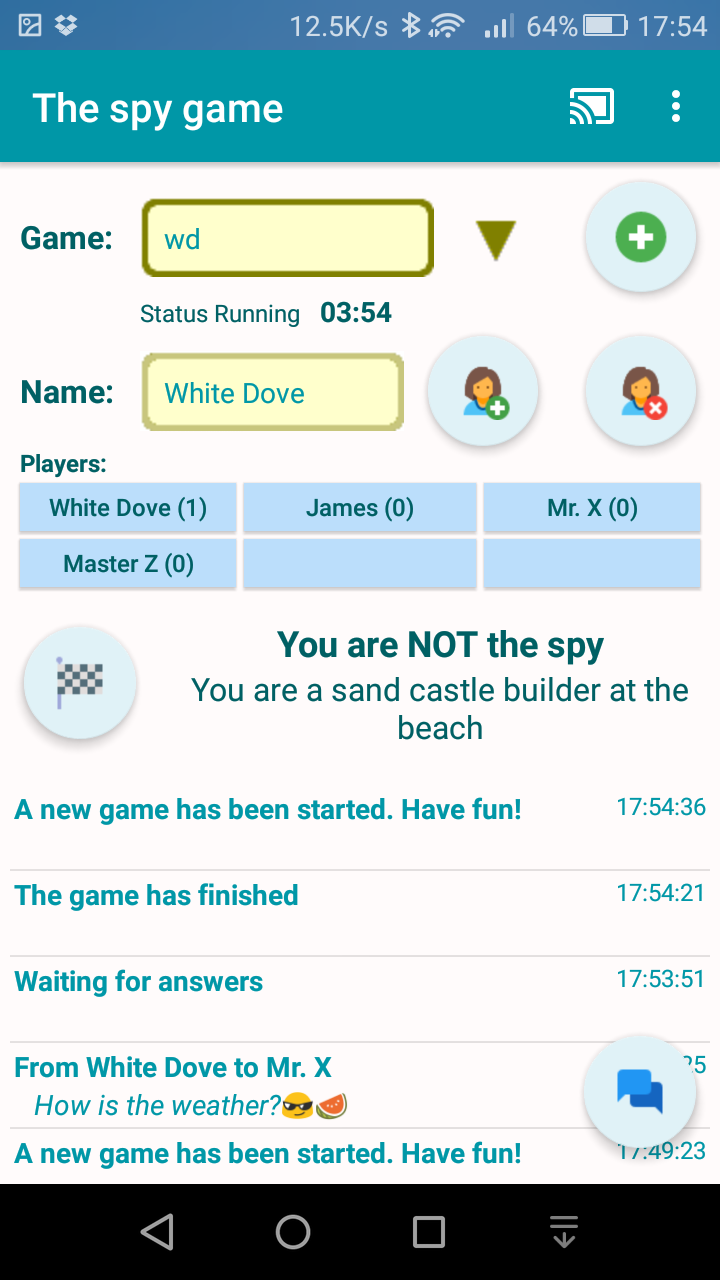 12.5K/s 64% 17:54
The spy game
Game: wd
Status Running 03:54
Name: White Dove
Players:
White Dove (1) James (0) Mr. X (0)
Master Z (0)
You are NOT the spy
You are a sand castle builder at the
beach
A new game has been started. Have fun! 17:54:36
The game has finished 17:54:21
Waiting for answers 17:53:51
From White Dove to Mr. X
How is the weather?😎🍉
A new game has been started. Have fun! 17:49:23